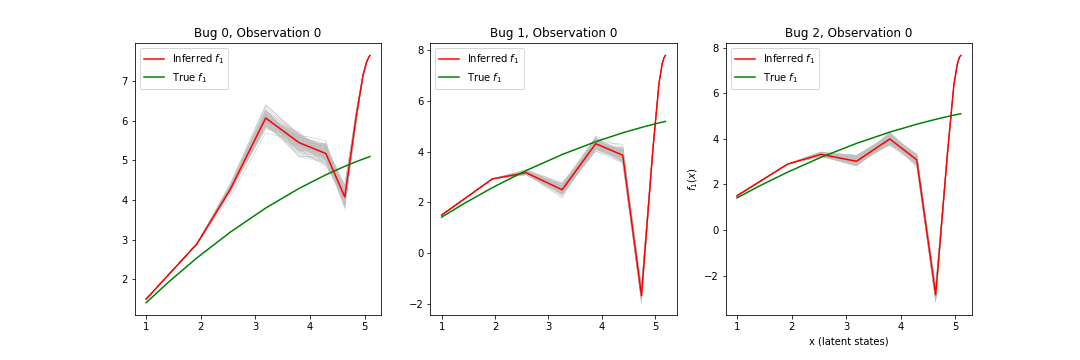 Bug 0, Observation 0
Inferred f₁
True f₁
7
6
5
4
3
2
1 2 3 4 5
Bug 1, Observation 0
Inferred f₁
True f₁
8
6
4
2
0
−2
1 2 3 4 5
Bug 2, Observation 0
Inferred f₁
True f₁
f₁(x)
8
6
4
2
0
−2
1 2 3 4 5
x (latent states)